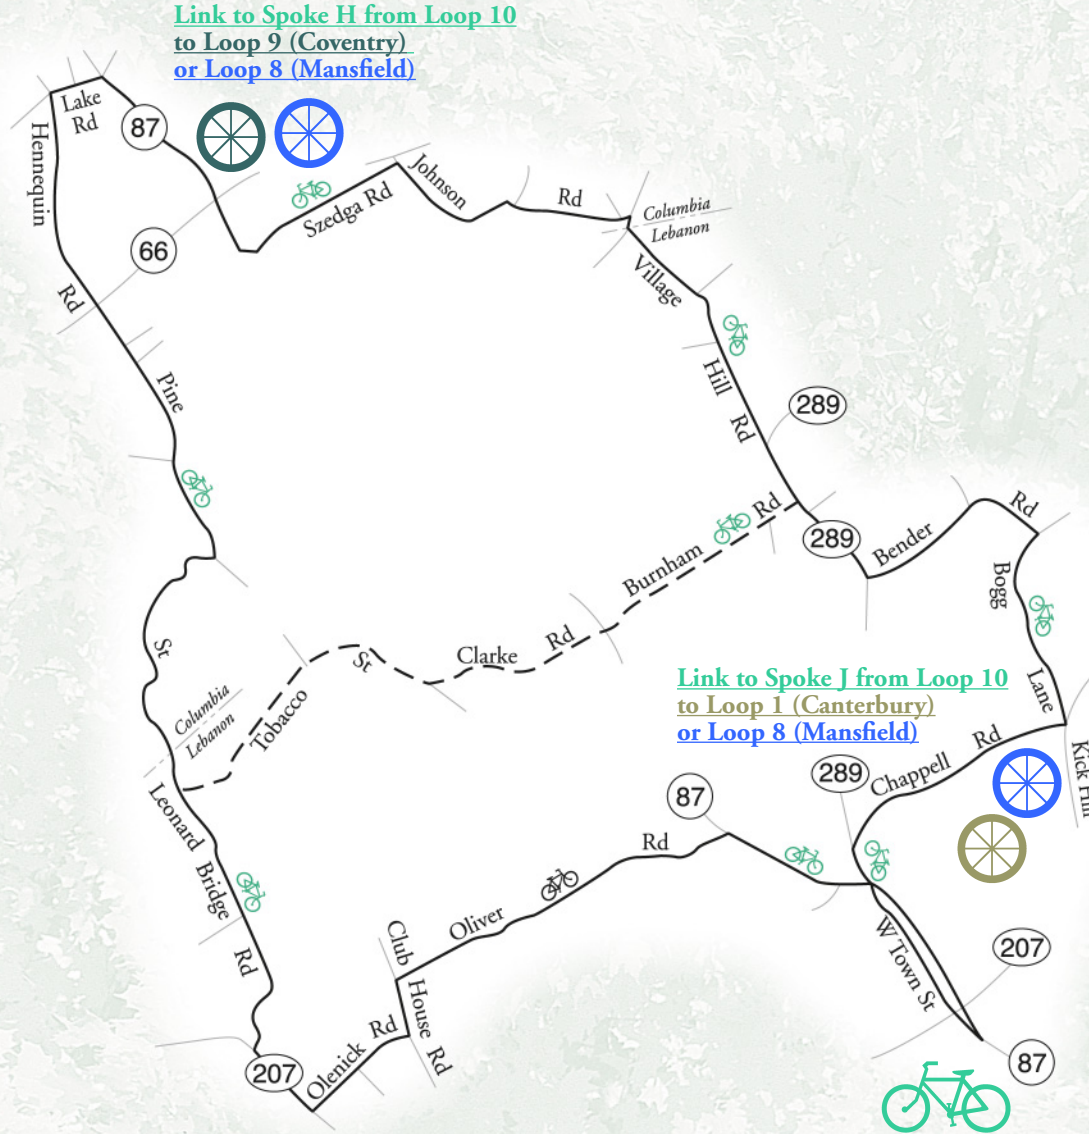 Link to Spoke H from Loop 10
to Loop 9 (Coventry)
or Loop 8 (Mansfield)
Lake
Rd
87
Hennequin
Rd
66
Szedga Rd
Johnson
Rd
Columbia
Lebanon
Village
Hill
Rd
289
Pine
St
289
Bender
Rd
Bogg
Lane
Burnham
Rd
Clarke
Rd
Tobacco
St
Columbia
Lebanon
Link to Spoke J from Loop 10
to Loop 1 (Canterbury)
or Loop 8 (Mansfield)
Chappell
Rd
Kick Hill
289
87
Rd
Oliver
Leonard
Bridge
Rd
Club
House
Rd
Olenick
Rd
207
W Town St
207
87